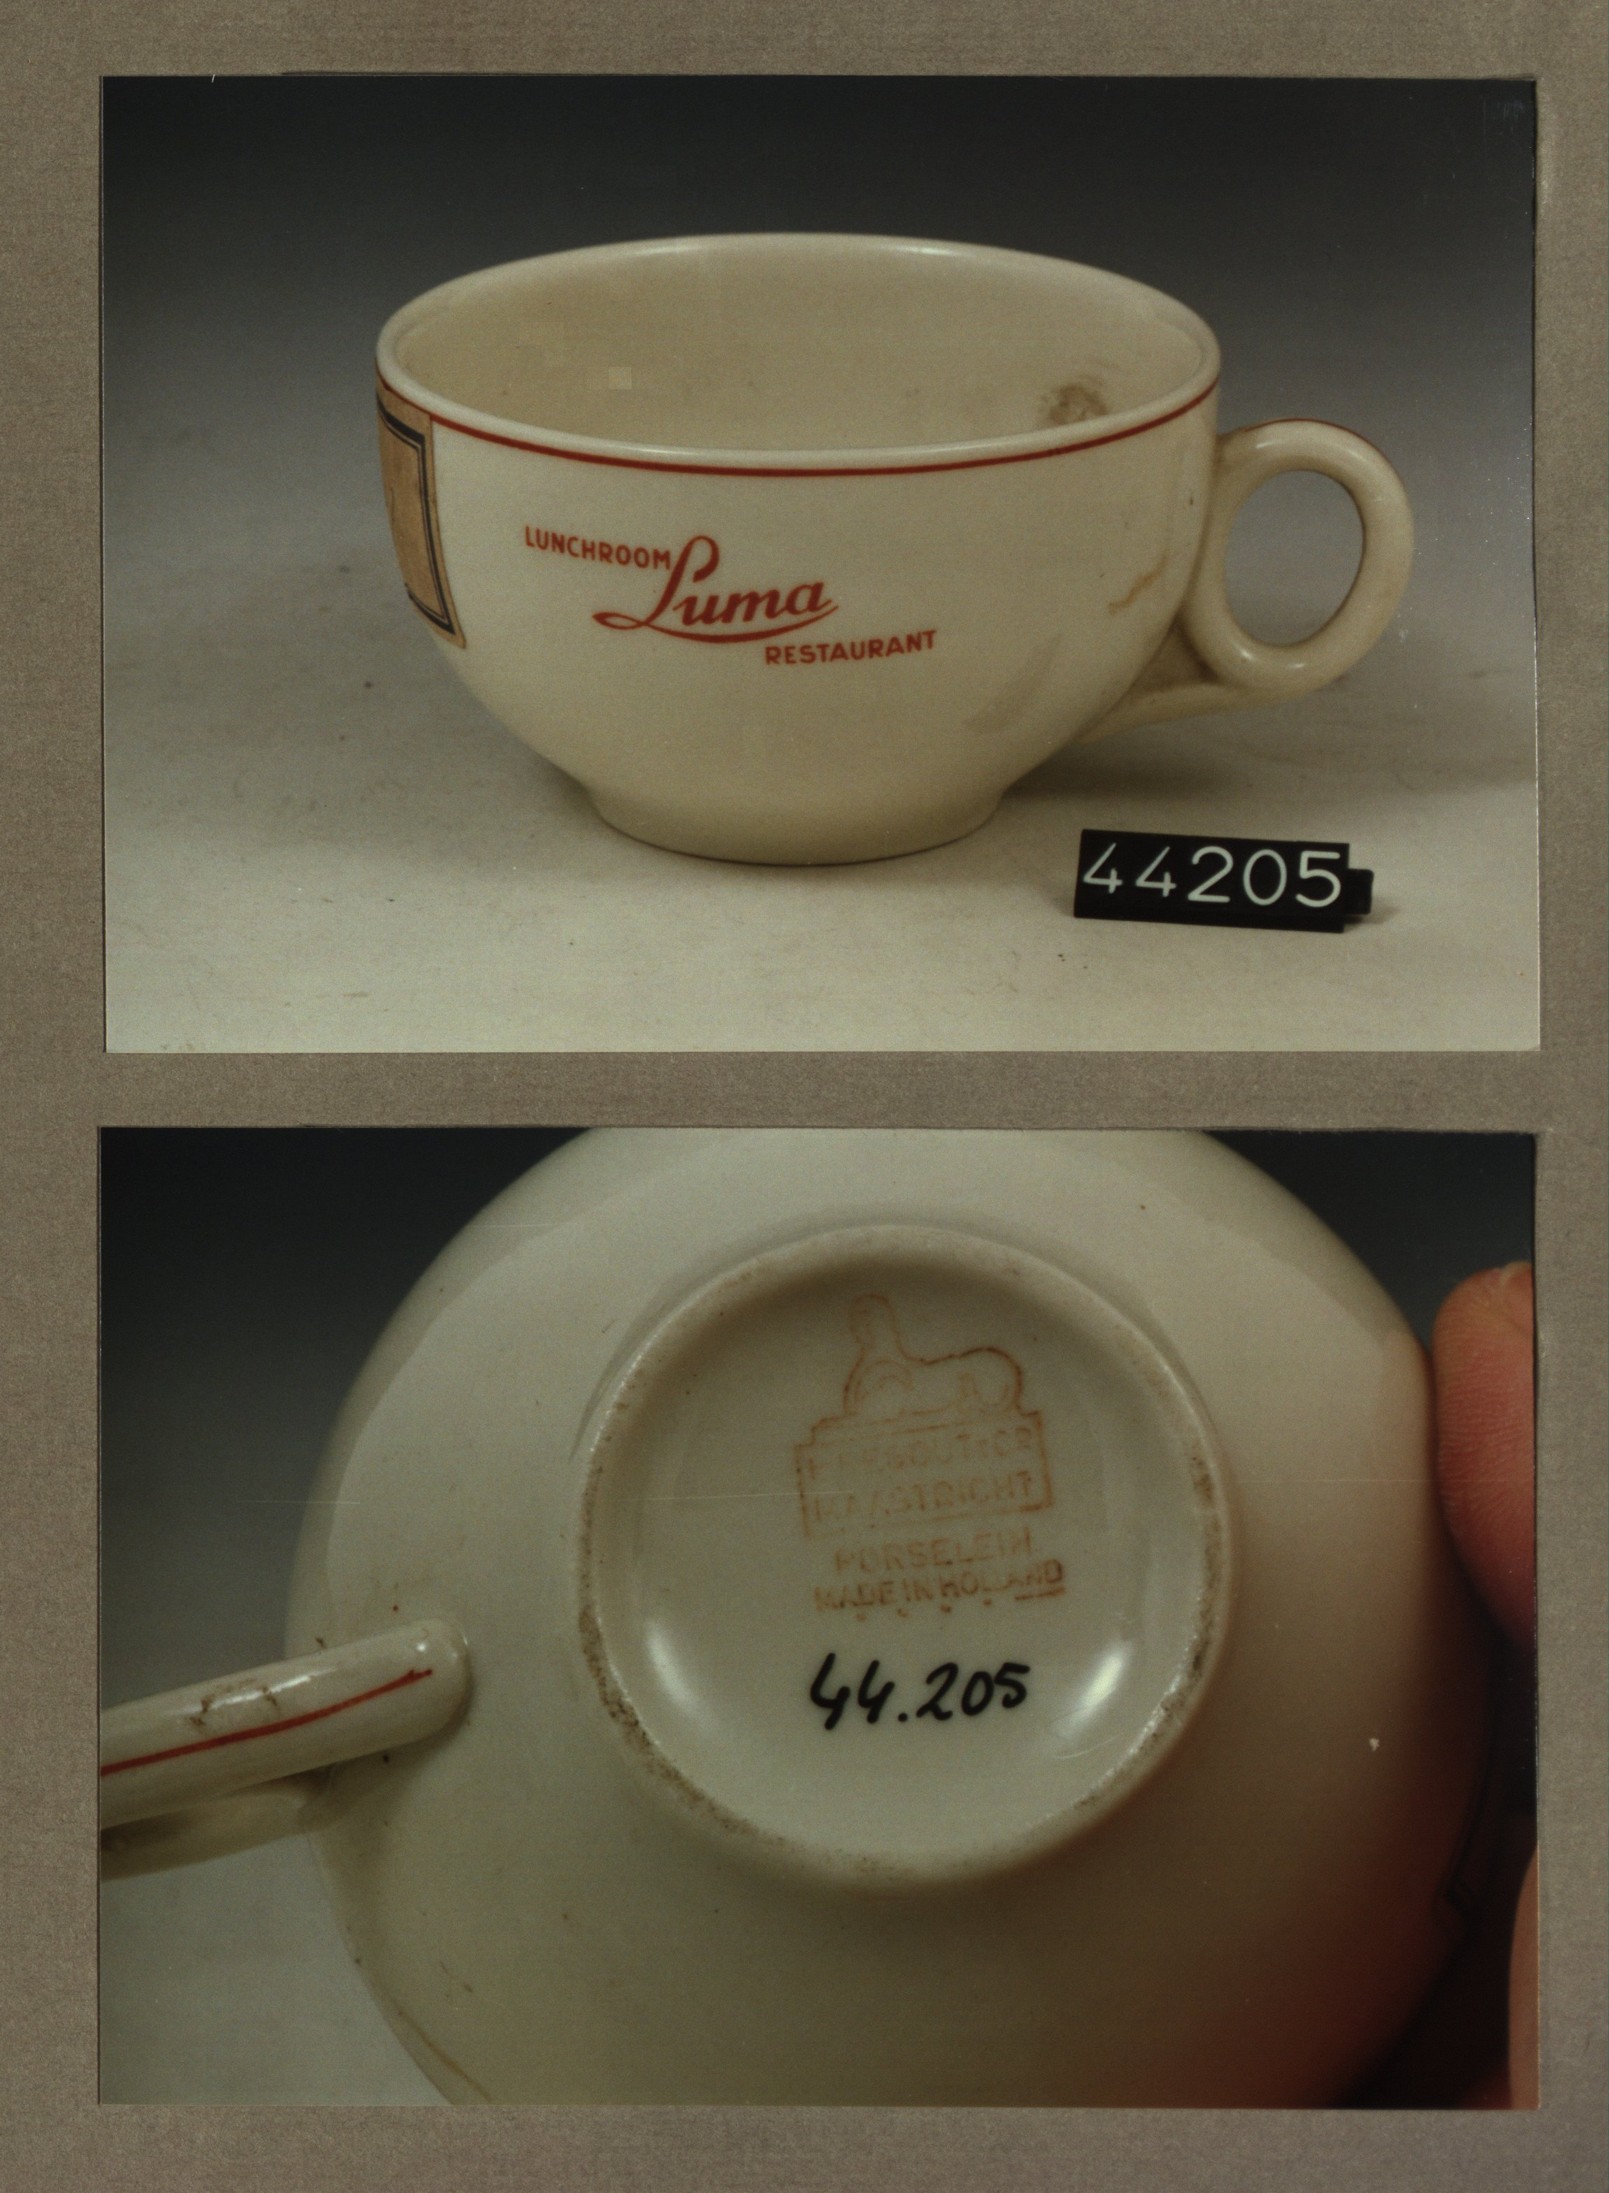 LUNCHROOM
Luma
RESTAURANT
44205
MAASTRICHT
PORSELEIN.
MADE IN HOLLAND
44.205